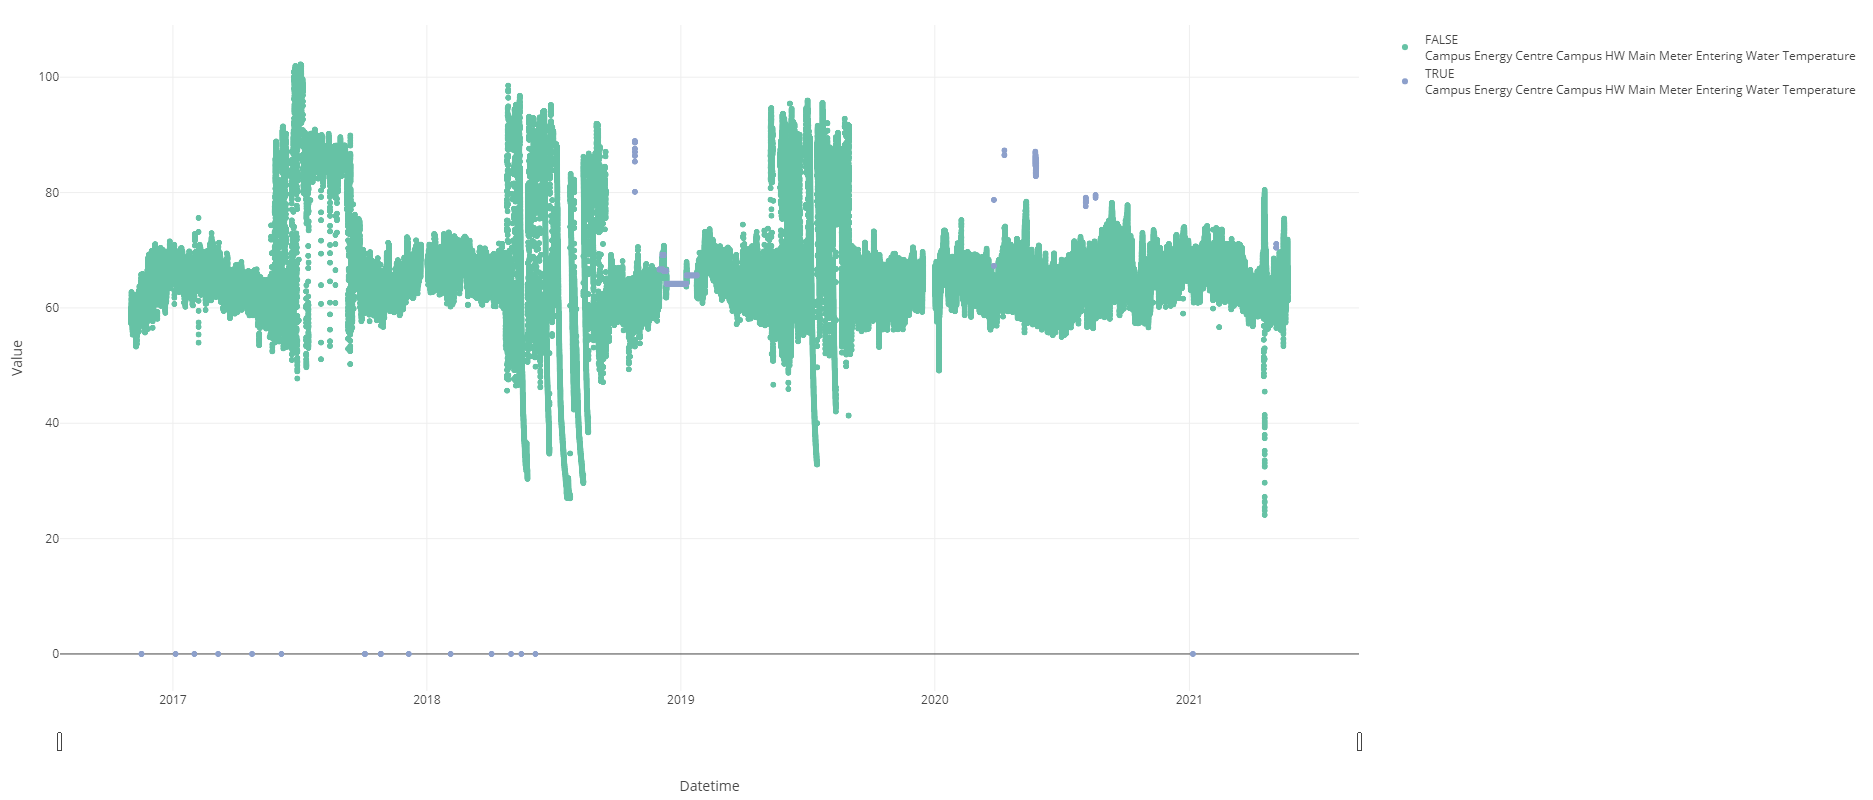 FALSE
Campus Energy Centre Campus HW Main Meter Entering Water Temperature
TRUE
Campus Energy Centre Campus HW Main Meter Entering Water Temperature
100
80
60
40
20
0
Value
2017 2018 2019 2020 2021
Datetime